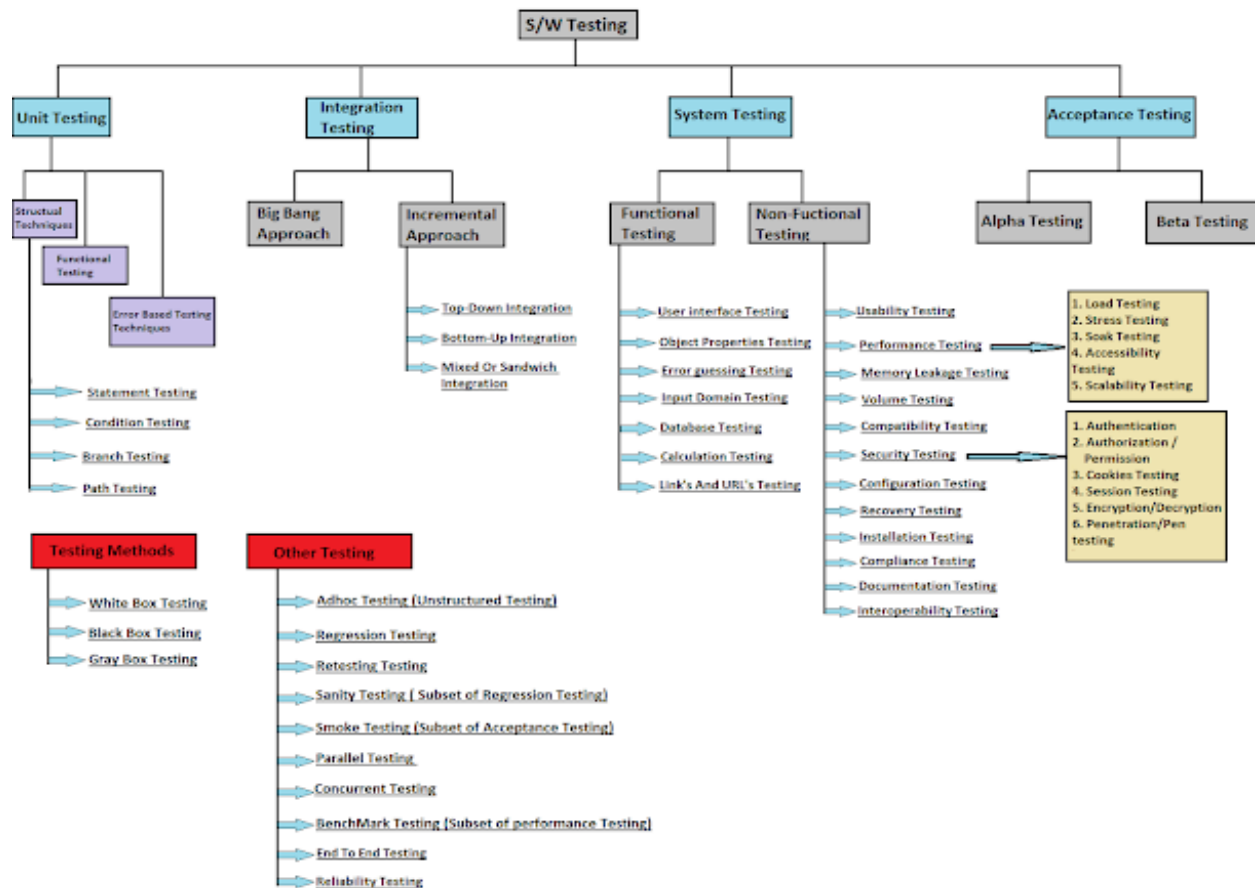 S/W Testing
Unit Testing
Integration
Testing
System Testing
Acceptance Testing
Structual
Techniques
Functional
Testing
Error Based Testing
Techniques
Statement Testing
Condition Testing
Branch Testing
Path Testing
Big Bang
Approach
Incremental
Approach
Top-Down Integration
Bottom-Up Integration
Mixed Or Sandwich
Integration
Functional
Testing
User interface Testing
Object Properties Testing
Error guessing Testing
Input Domain Testing
Database Testing
Calculation Testing
Link's And URL's Testing
Non-Fuctional
Testing
Usability Testing
Performance Testing
Memory Leakage Testing
Volume Testing
Compatibility Testing
Security Testing
Configuration Testing
Recovery Testing
Installation Testing
Compliance Testing
Documentation Testing
Interoperability Testing
Alpha Testing
Beta Testing
1. Load Testing
2. Stress Testing
3. Soak Testing
4. Accessibility
Testing
5. Scalability Testing
1. Authentication
2. Authorization /
Permission
3. Cookies Testing
4. Session Testing
5. Encryption/Decryption
6. Penetration/Pen
testing
Testing Methods
White Box Testing
Black Box Testing
Gray Box Testing
Other Testing
Adhoc Testing (Unstructured Testing)
Regression Testing
Retesting Testing
Sanity Testing ( Subset of Regression Testing)
Smoke Testing (Subset of Acceptance Testing)
Parallel Testing
Concurrent Testing
BenchMark Testing (Subset of performance Testing)
End To End Testing
Reliability Testing